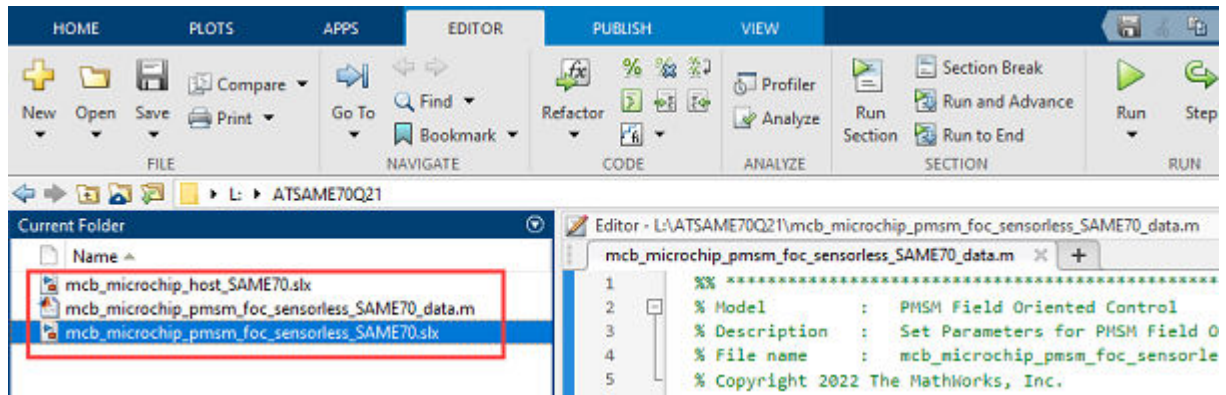 HOME PLOTS APPS EDITOR PUBLISH VIEW
New Open Save Compare Print Go To Find Bookmark Refactor Profiler Analyze Run Section Section Break Run and Advance Run to End Run Step
FILE NAVIGATE CODE ANALYZE SECTION RUN
L: ATSAME70Q21
Current Folder
Name
mcb_microchip_host_SAME70.slx
mcb_microchip_pmsm_foc_sensorless_SAME70_data.m
mcb_microchip_pmsm_foc_sensorless_SAME70.slx
Editor - L:\ATSAME70Q21\mcb_microchip_pmsm_foc_sensorless_SAME70_data.m
mcb_microchip_pmsm_foc_sensorless_SAME70_data.m
1 %% ****************************************************
2 % Model : PMSM Field Oriented Control
3 % Description : Set Parameters for PMSM Field O
4 % File name : mcb_microchip_pmsm_foc_sensorle
5 % Copyright 2022 The MathWorks, Inc.